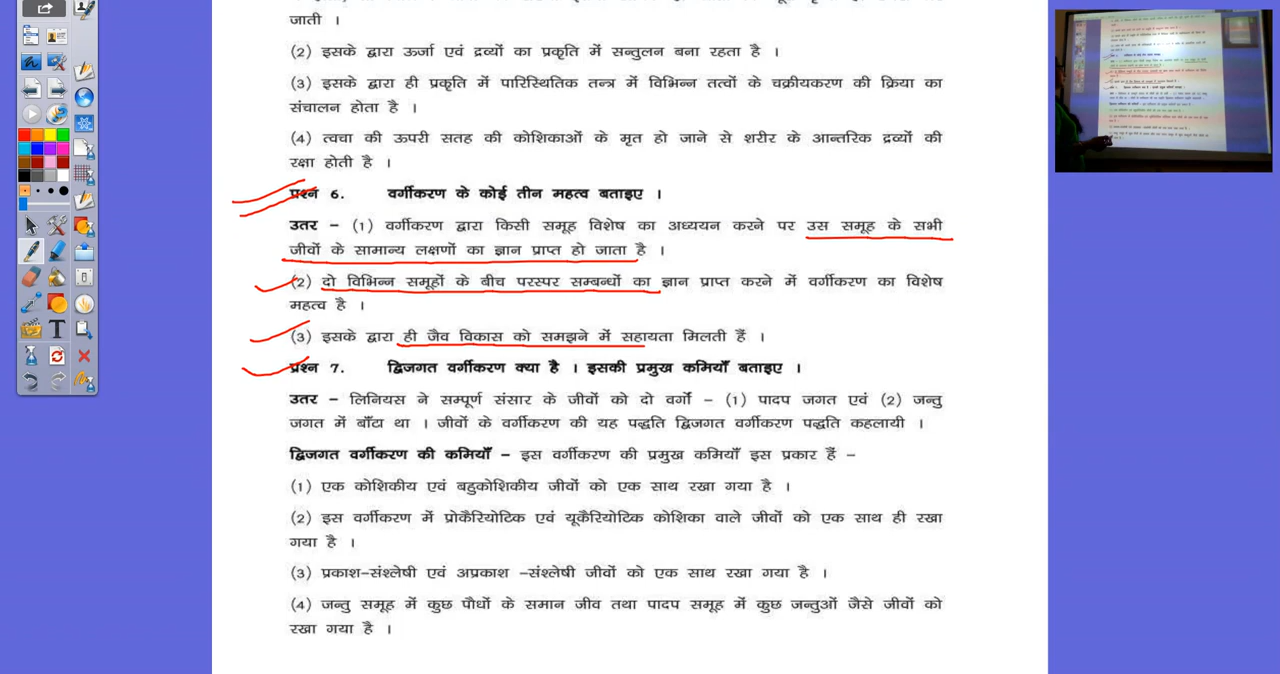 जाती ।
(2) इसके द्वारा ऊर्जा एवं द्रव्यों का प्रकृति में सन्तुलन बना रहता है ।
(3) इसके द्वारा ही प्रकृति में पारिस्थितिक तन्त्र में विभिन्न तत्वों के चक्रीयकरण की क्रिया का
संचालन होता है ।
(4) त्वचा की ऊपरी सतह की कोशिकाओं के मृत हो जाने से शरीर के आन्तरिक द्रव्यों की
रक्षा होती है ।
प्रश्न 6. वर्गीकरण के कोई तीन महत्व बताइए ।
उतर – (1) वर्गीकरण द्वारा किसी समूह विशेष का अध्ययन करने पर उस समूह के सभी
जीवों के सामान्य लक्षणों का ज्ञान प्राप्त हो जाता है ।
(2) दो विभिन्न समूहों के बीच परस्पर सम्बन्धों का ज्ञान प्राप्त करने में वर्गीकरण का विशेष
महत्व है ।
(3) इसके द्वारा ही जैव विकास को समझने में सहायता मिलती हैं ।
प्रश्न 7. द्विजगत वर्गीकरण क्या है । इसकी प्रमुख कमियाँ बताइए ।
उतर – लिनियस ने सम्पूर्ण संसार के जीवों को दो वर्गों – (1) पादप जगत एवं (2) जन्तु
जगत में बाँटा था । जीवों के वर्गीकरण की यह पद्धति द्विजगत वर्गीकरण पद्धति कहलायी ।
द्विजगत वर्गीकरण की कमियाँ – इस वर्गीकरण की प्रमुख कमियाँ इस प्रकार हैं –
(1) एक कोशिकीय एवं बहुकोशिकीय जीवों को एक साथ रखा गया है ।
(2) इस वर्गीकरण में प्रोकैरियोटिक एवं यूकैरियोटिक कोशिका वाले जीवों को एक साथ ही रखा
गया है ।
(3) प्रकाश–संश्लेषी एवं अप्रकाश –संश्लेषी जीवों को एक साथ रखा गया है ।
(4) जन्तु समूह में कुछ पौधों के समान जीव तथा पादप समूह में कुछ जन्तुओं जैसे जीवों को
रखा गया है ।